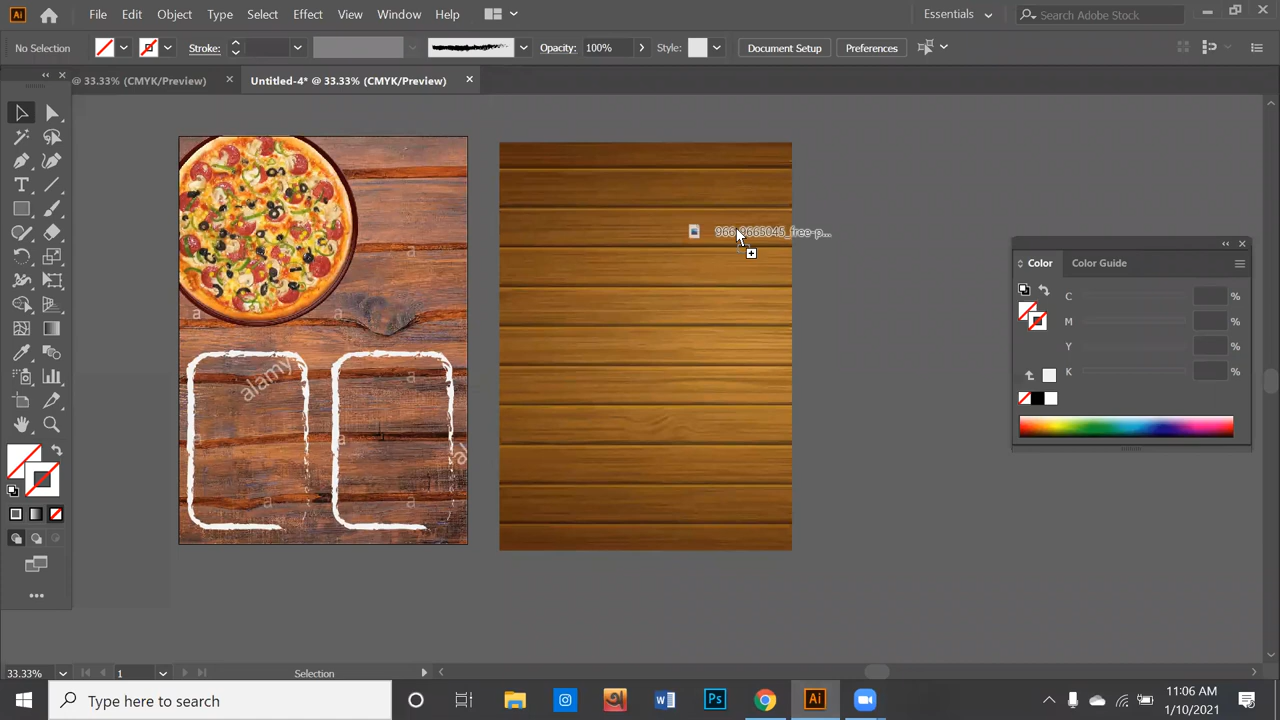 File Edit Object Type Select Effect View Window Help
Essentials
Search Adobe Stock
No Selection
Stroke:
Opacity: 100%
Style:
Document Setup
Preferences
@ 33.33% (CMYK/Preview)
Untitled-4* @ 33.33% (CMYK/Preview)
a
a
a
a
alamy
a
a
a
a
a
Color
Color Guide
C %
M %
Y %
K %
33.33%
1
Selection
Type here to search
11:06 AM
1/10/2021